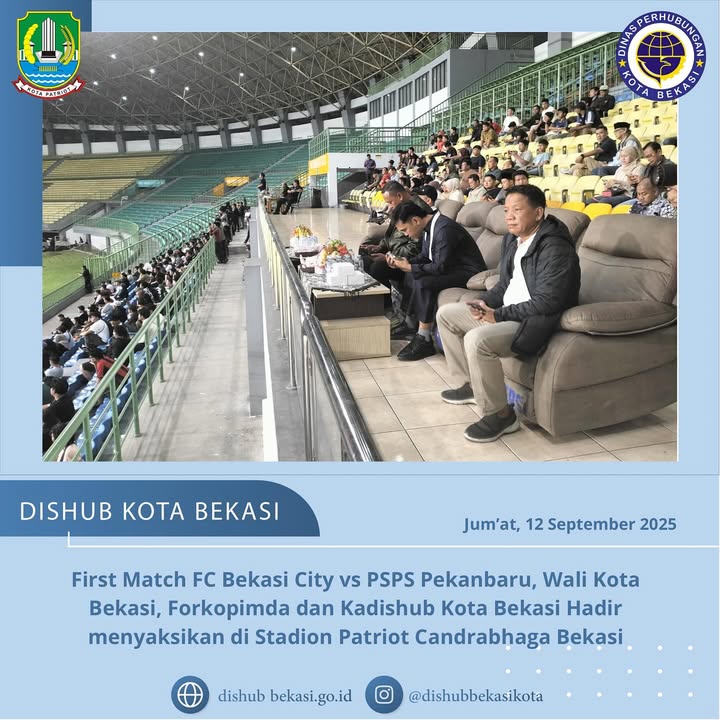 KOTA PATRIOT
DINAS PERHUBUNGAN
KOTA BEKASI
DISHUB KOTA BEKASI
Jum'at, 12 September 2025
First Match FC Bekasi City vs PSPS Pekanbaru, Wali Kota
Bekasi, Forkopimda dan Kadishub Kota Bekasi Hadir
menyaksikan di Stadion Patriot Candrabhaga Bekasi
dishub bekasi.go.id
@dishubbekasikota